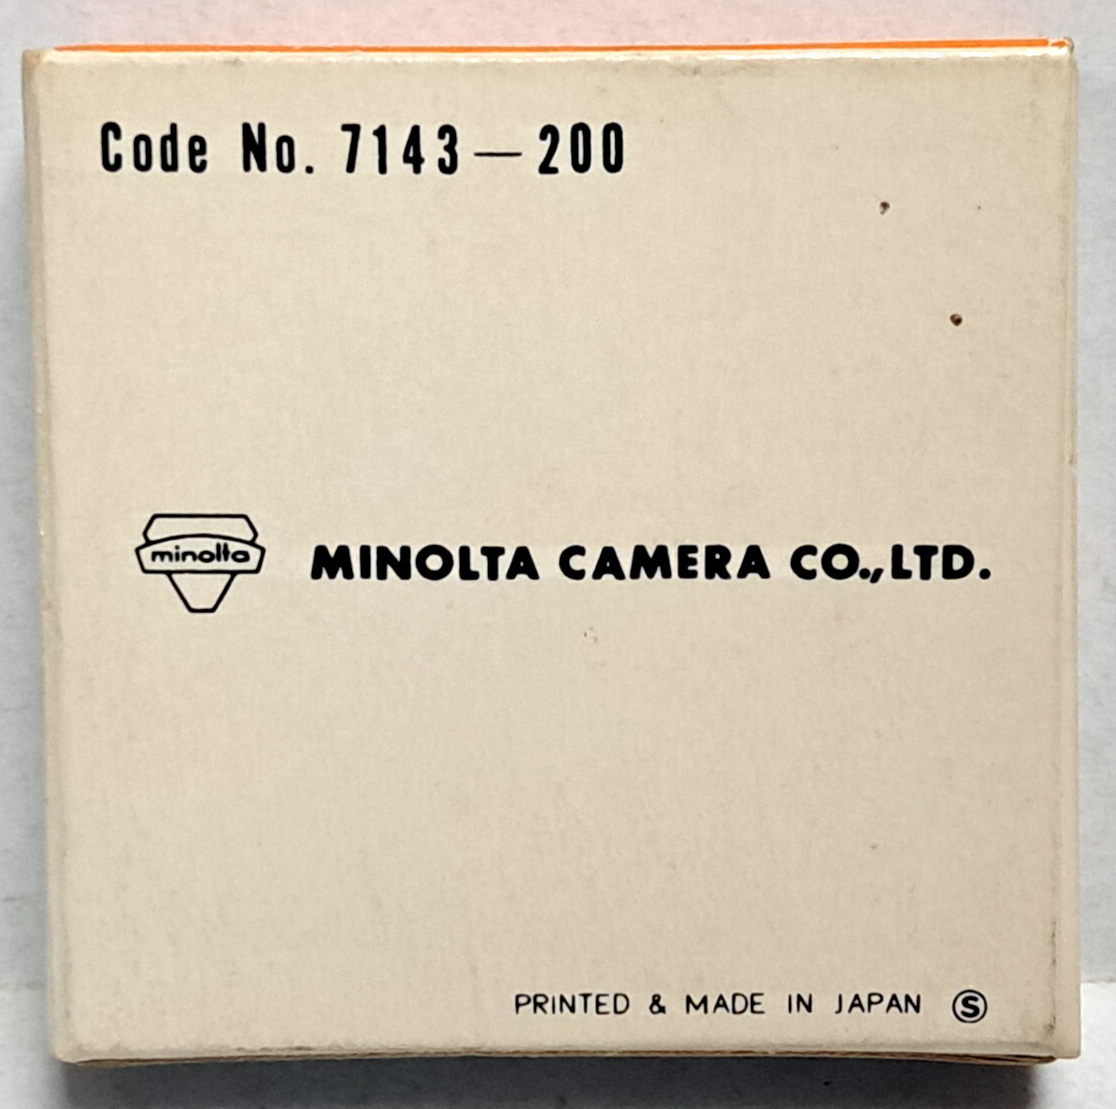 Code No. 7143—200
minolta
MINOLTA CAMERA CO.,LTD.
PRINTED & MADE IN JAPAN Ⓢ